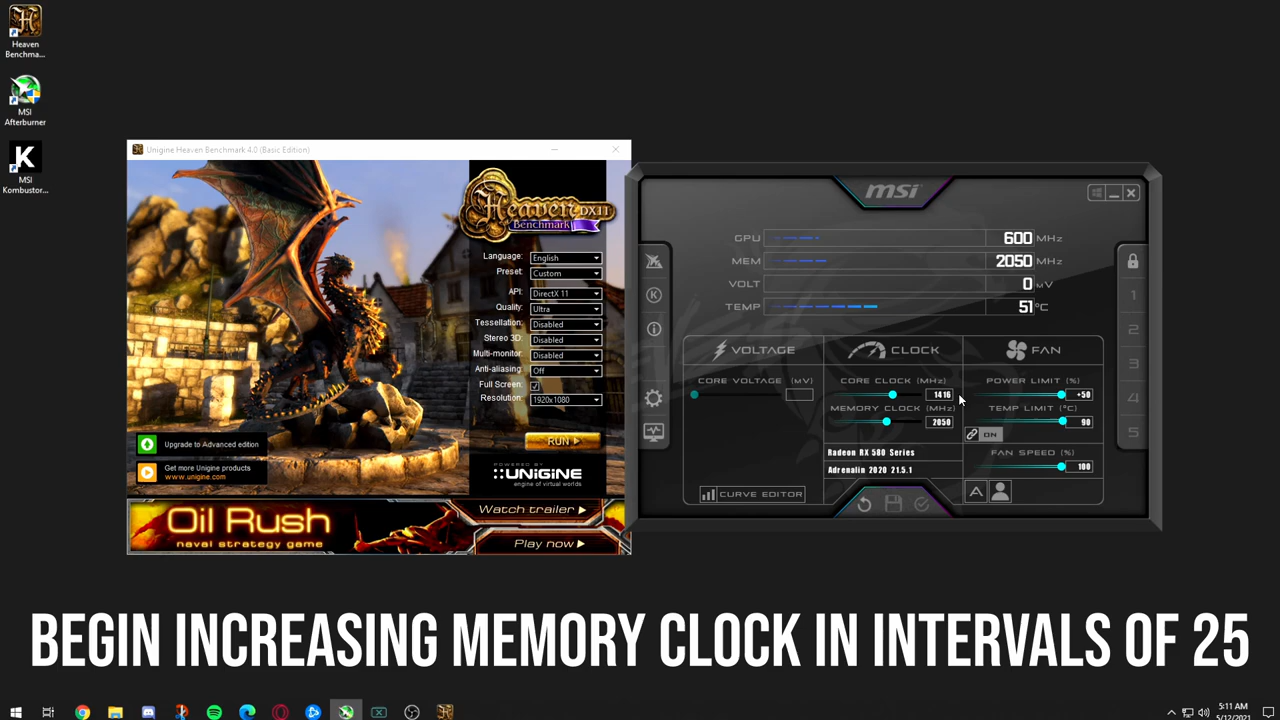 Heaven
Benchma...
MSI
Afterburner
K
MSI
Kombustor...
Unigine Heaven Benchmark 4.0 (Basic Edition)
Heaven DX11
Benchmark
Language: English
Preset: Custom
API: DirectX 11
Quality: Ultra
Tessellation: Disabled
Stereo 3D: Disabled
Multi-monitor: Disabled
Anti-aliasing: Off
Full Screen:
Resolution: 1920x1080
RUN
Upgrade to Advanced edition
Get more Unigine products
www.unigine.com
POWERED BY
UNiGiNE
engine of virtual worlds.
Oil Rush
naval strategy game
Watch trailer
Play now
msi
GPU 600 MHz
MEM 2050 MHz
VOLT 0 mV
TEMP 51 °C
K
1
2
3
4
5
VOLTAGE
CLOCK
FAN
CORE VOLTAGE (MV)
CORE CLOCK (MHz)
1416
MEMORY CLOCK (MHz)
2050
POWER LIMIT (%)
+50
TEMP LIMIT (°C)
90
ON
Radeon RX 580 Series
Adrenalin 2020 21.5.1
FAN SPEED (%)
100
CURVE EDITOR
A
BEGIN INCREASING MEMORY CLOCK IN INTERVALS OF 25
5:11 AM
5/12/2021